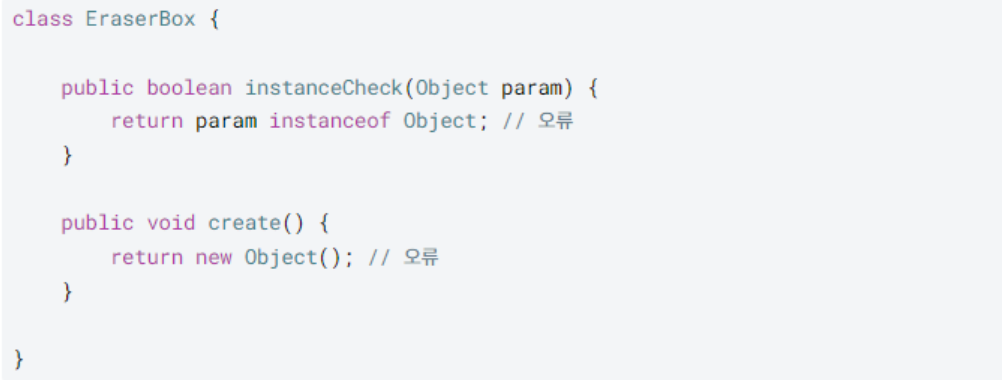 class EraserBox {
public boolean instanceCheck(Object param) {
return param instanceof Object; // 오류
}
public void create() {
return new Object(); // 오류
}
}